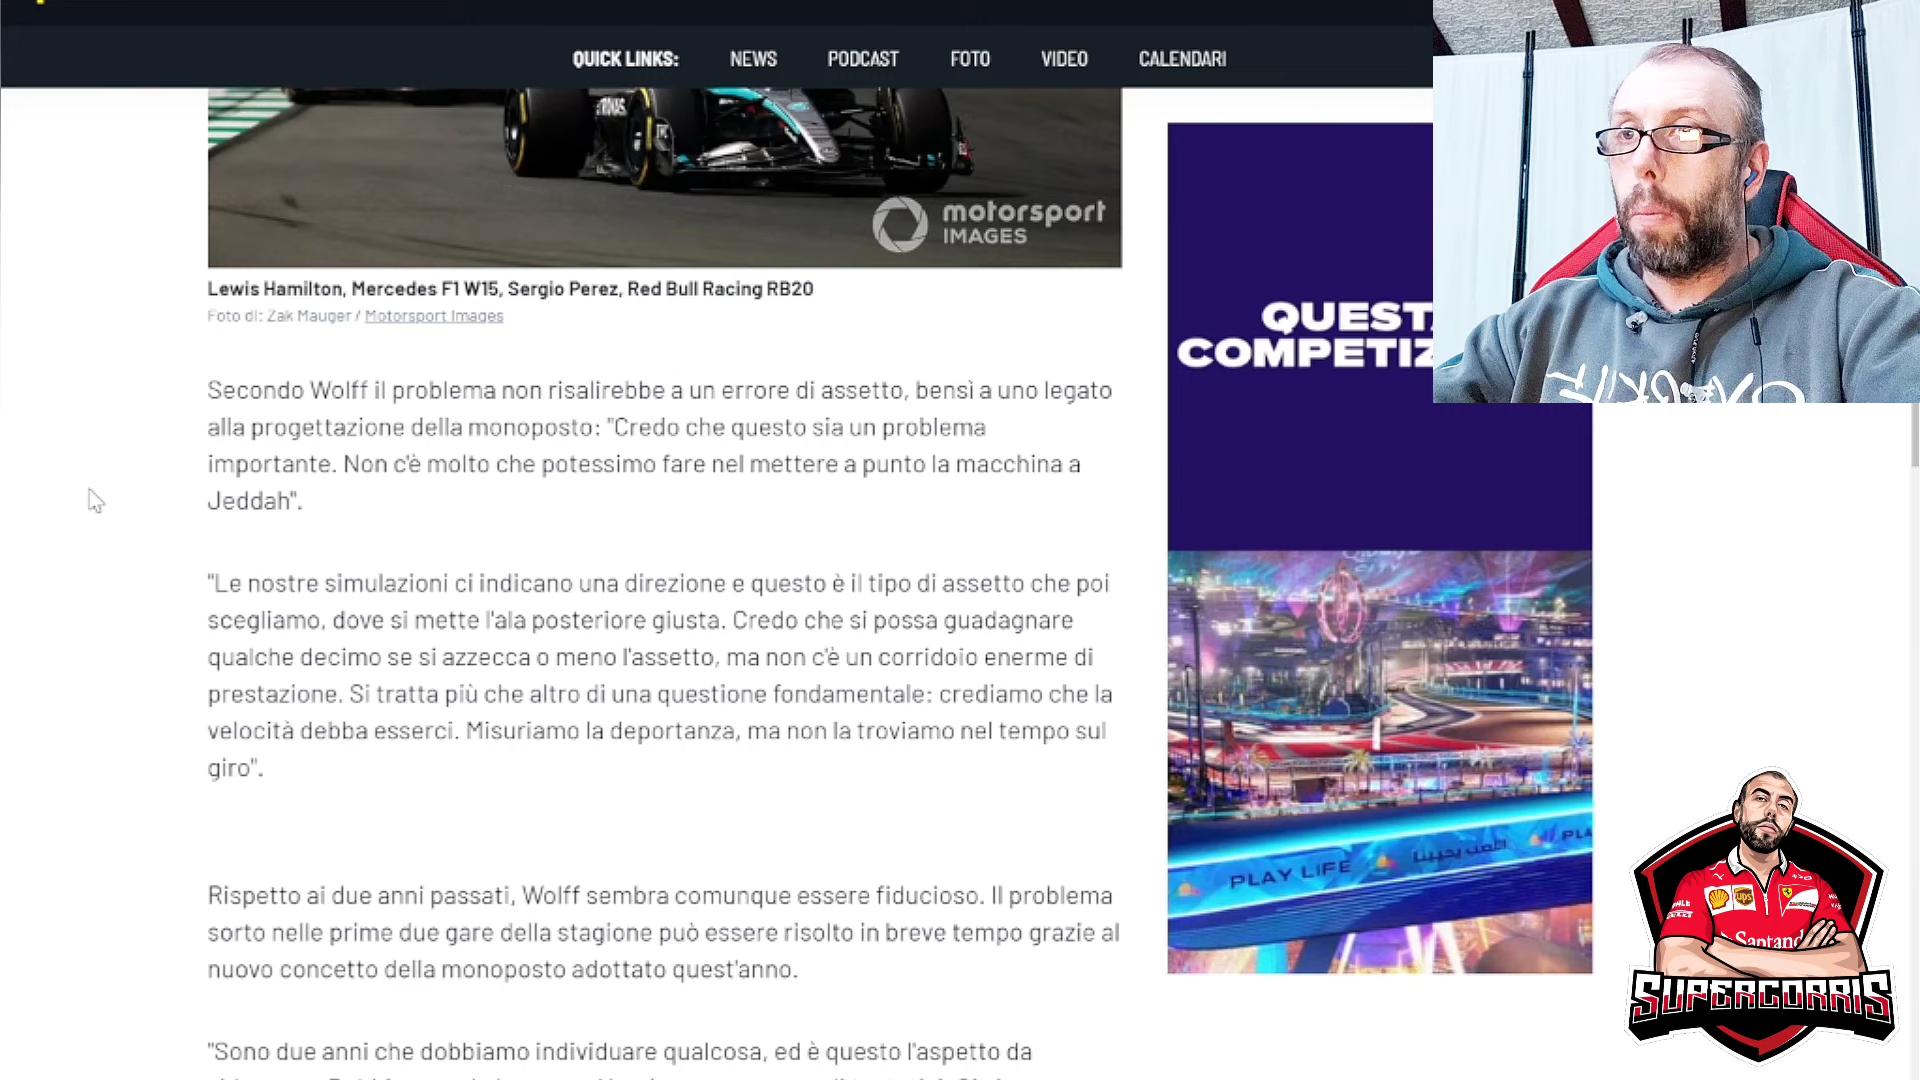 QUICK LINKS: NEWS PODCAST FOTO VIDEO CALENDARI
PETRONAS
motorsport
IMAGES
Lewis Hamilton, Mercedes F1 W15, Sergio Perez, Red Bull Racing RB20
Foto di: Zak Mauger / Motorsport Images
Secondo Wolff il problema non risalirebbe a un errore di assetto, bensì a uno legato
alla progettazione della monoposto: "Credo che questo sia un problema
importante. Non c'è molto che potessimo fare nel mettere a punto la macchina a
Jeddah".
"Le nostre simulazioni ci indicano una direzione e questo è il tipo di assetto che poi
scegliamo, dove si mette l'ala posteriore giusta. Credo che si possa guadagnare
qualche decimo se si azzecca o meno l'assetto, ma non c'è un corridoio enerme di
prestazione. Si tratta più che altro di una questione fondamentale: crediamo che la
velocità debba esserci. Misuriamo la deportanza, ma non la troviamo nel tempo sul
giro".
Rispetto ai due anni passati, Wolff sembra comunque essere fiducioso. Il problema
sorto nelle prime due gare della stagione può essere risolto in breve tempo grazie al
nuovo concetto della monoposto adottato quest'anno.
"Sono due anni che dobbiamo individuare qualcosa, ed è questo l'aspetto da
QUESTA
COMPETIZ
PLAY LIFE
PLA
UPS
Santand
SUPERCORRIS